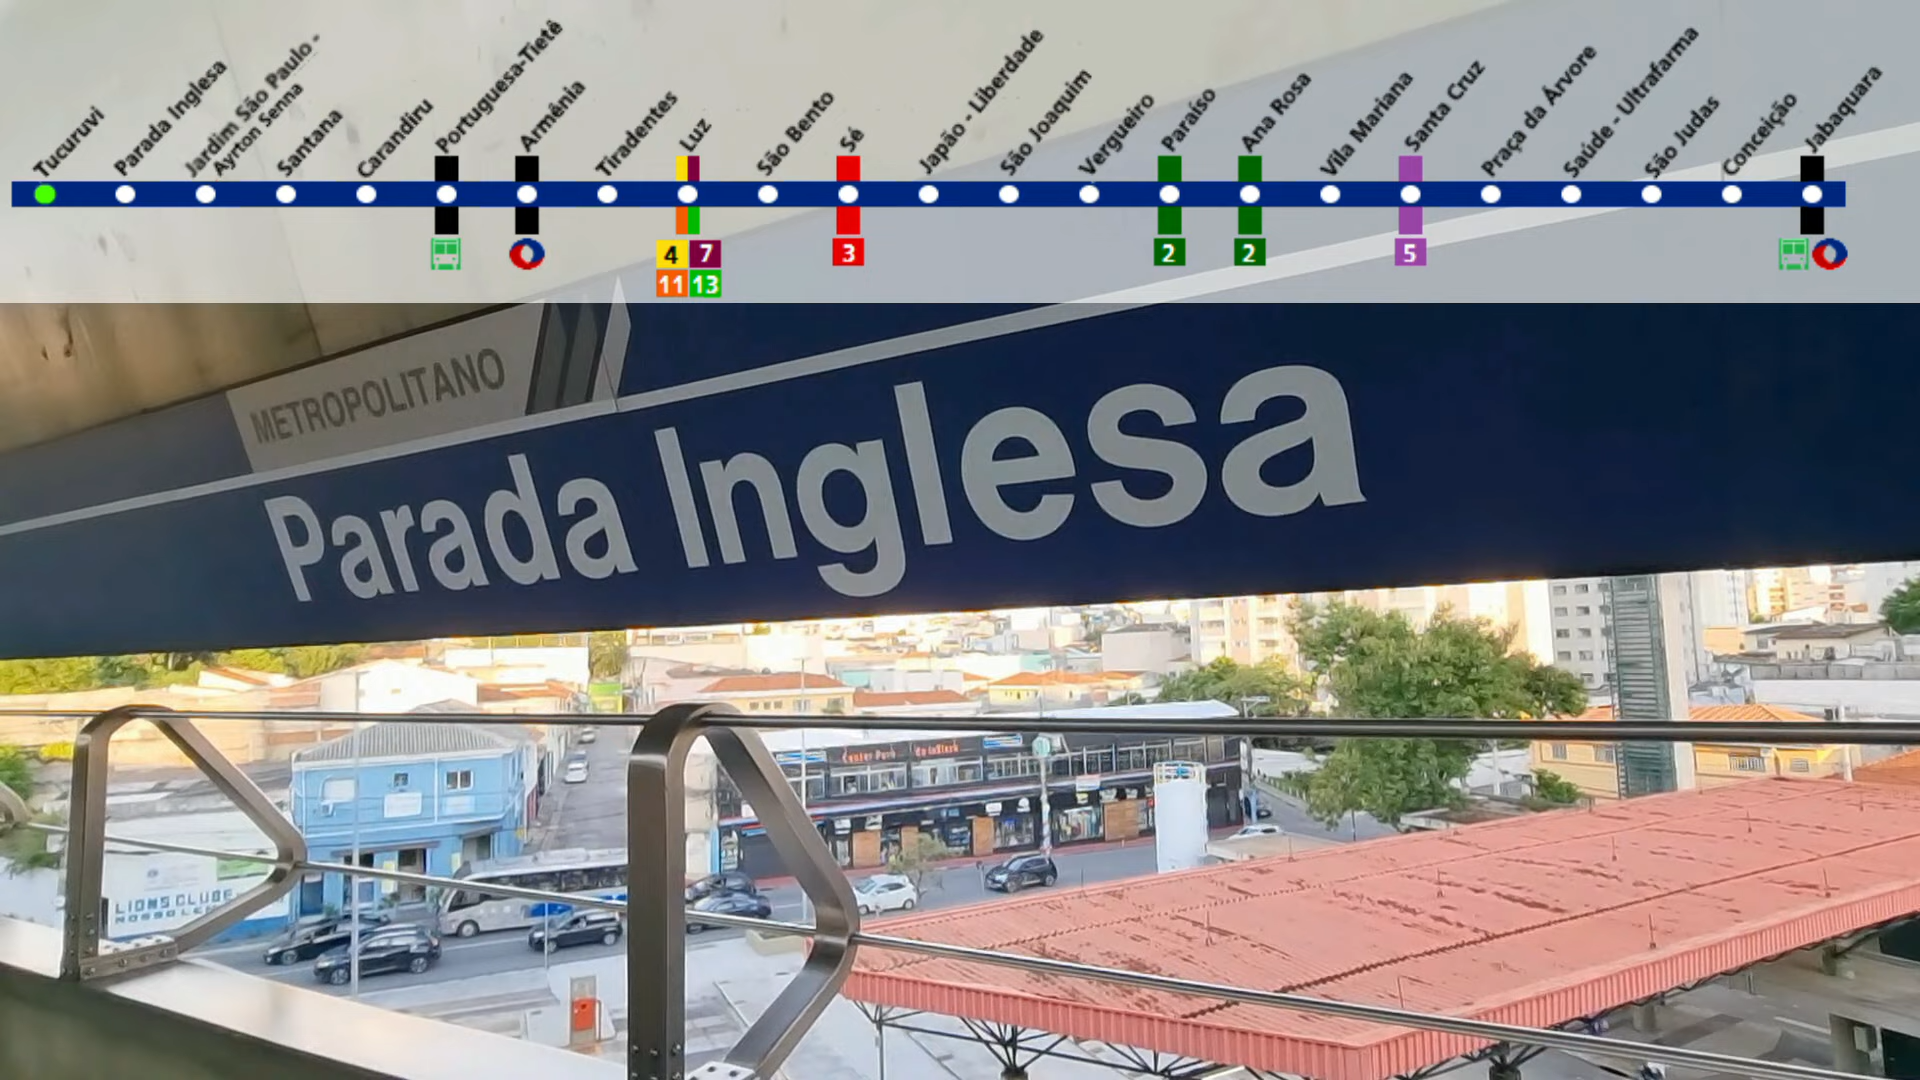 Tucuruvi
Parada Inglesa
Jardim São Paulo -
Ayrton Senna
Santana
Carandiru
Portuguesa-Tietê
Armênia
Tiradentes
Luz
São Bento
Sé
Japão - Liberdade
São Joaquim
Vergueiro
Paraíso
Ana Rosa
Vila Mariana
Santa Cruz
Praça da Árvore
Saúde - Ultrafarma
São Judas
Conceição
Jabaquara
4 7
11 13
3
2
2
5
METROPOLITANO
Parada Inglesa
Center Park
LIONS CLUBE